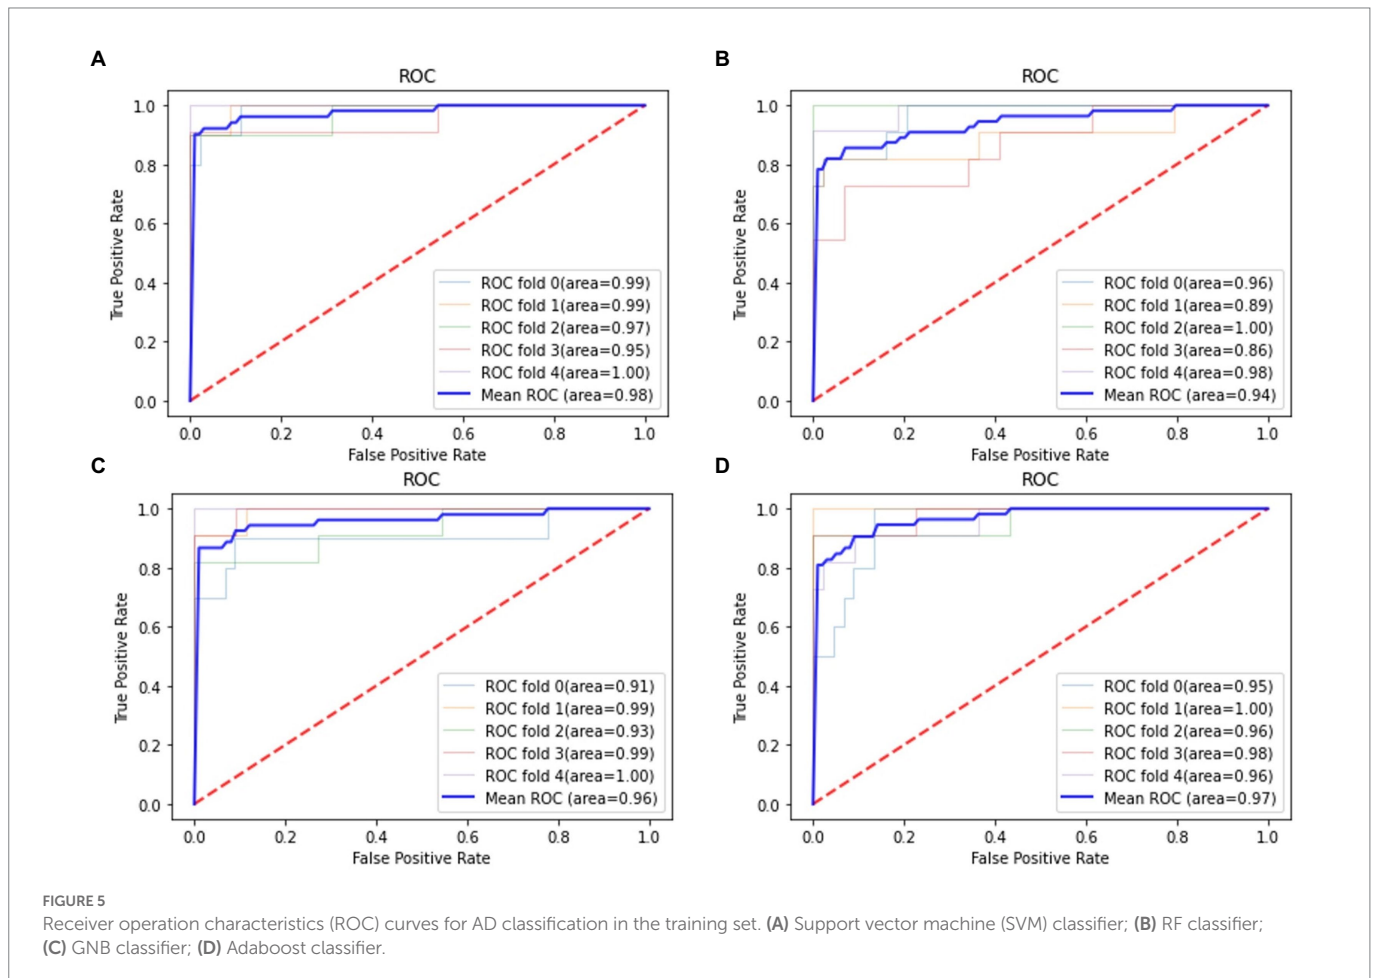 A
ROC
True Positive Rate
1.0
0.8
0.6
0.4
0.2
0.0
ROC fold 0(area=0.99)
ROC fold 1(area=0.99)
ROC fold 2(area=0.97)
ROC fold 3(area=0.95)
ROC fold 4(area=1.00)
Mean ROC (area=0.98)
0.0 0.2 0.4 0.6 0.8 1.0
False Positive Rate
B
ROC
True Positive Rate
1.0
0.8
0.6
0.4
0.2
0.0
ROC fold 0(area=0.96)
ROC fold 1(area=0.89)
ROC fold 2(area=1.00)
ROC fold 3(area=0.86)
ROC fold 4(area=0.98)
Mean ROC (area=0.94)
0.0 0.2 0.4 0.6 0.8 1.0
False Positive Rate
C
ROC
True Positive Rate
1.0
0.8
0.6
0.4
0.2
0.0
ROC fold 0(area=0.91)
ROC fold 1(area=0.99)
ROC fold 2(area=0.93)
ROC fold 3(area=0.99)
ROC fold 4(area=1.00)
Mean ROC (area=0.96)
0.0 0.2 0.4 0.6 0.8 1.0
False Positive Rate
D
ROC
True Positive Rate
1.0
0.8
0.6
0.4
0.2
0.0
ROC fold 0(area=0.95)
ROC fold 1(area=1.00)
ROC fold 2(area=0.96)
ROC fold 3(area=0.98)
ROC fold 4(area=0.96)
Mean ROC (area=0.97)
0.0 0.2 0.4 0.6 0.8 1.0
False Positive Rate
FIGURE 5
Receiver operation characteristics (ROC) curves for AD classification in the training set. (A) Support vector machine (SVM) classifier; (B) RF classifier;
(C) GNB classifier; (D) Adaboost classifier.